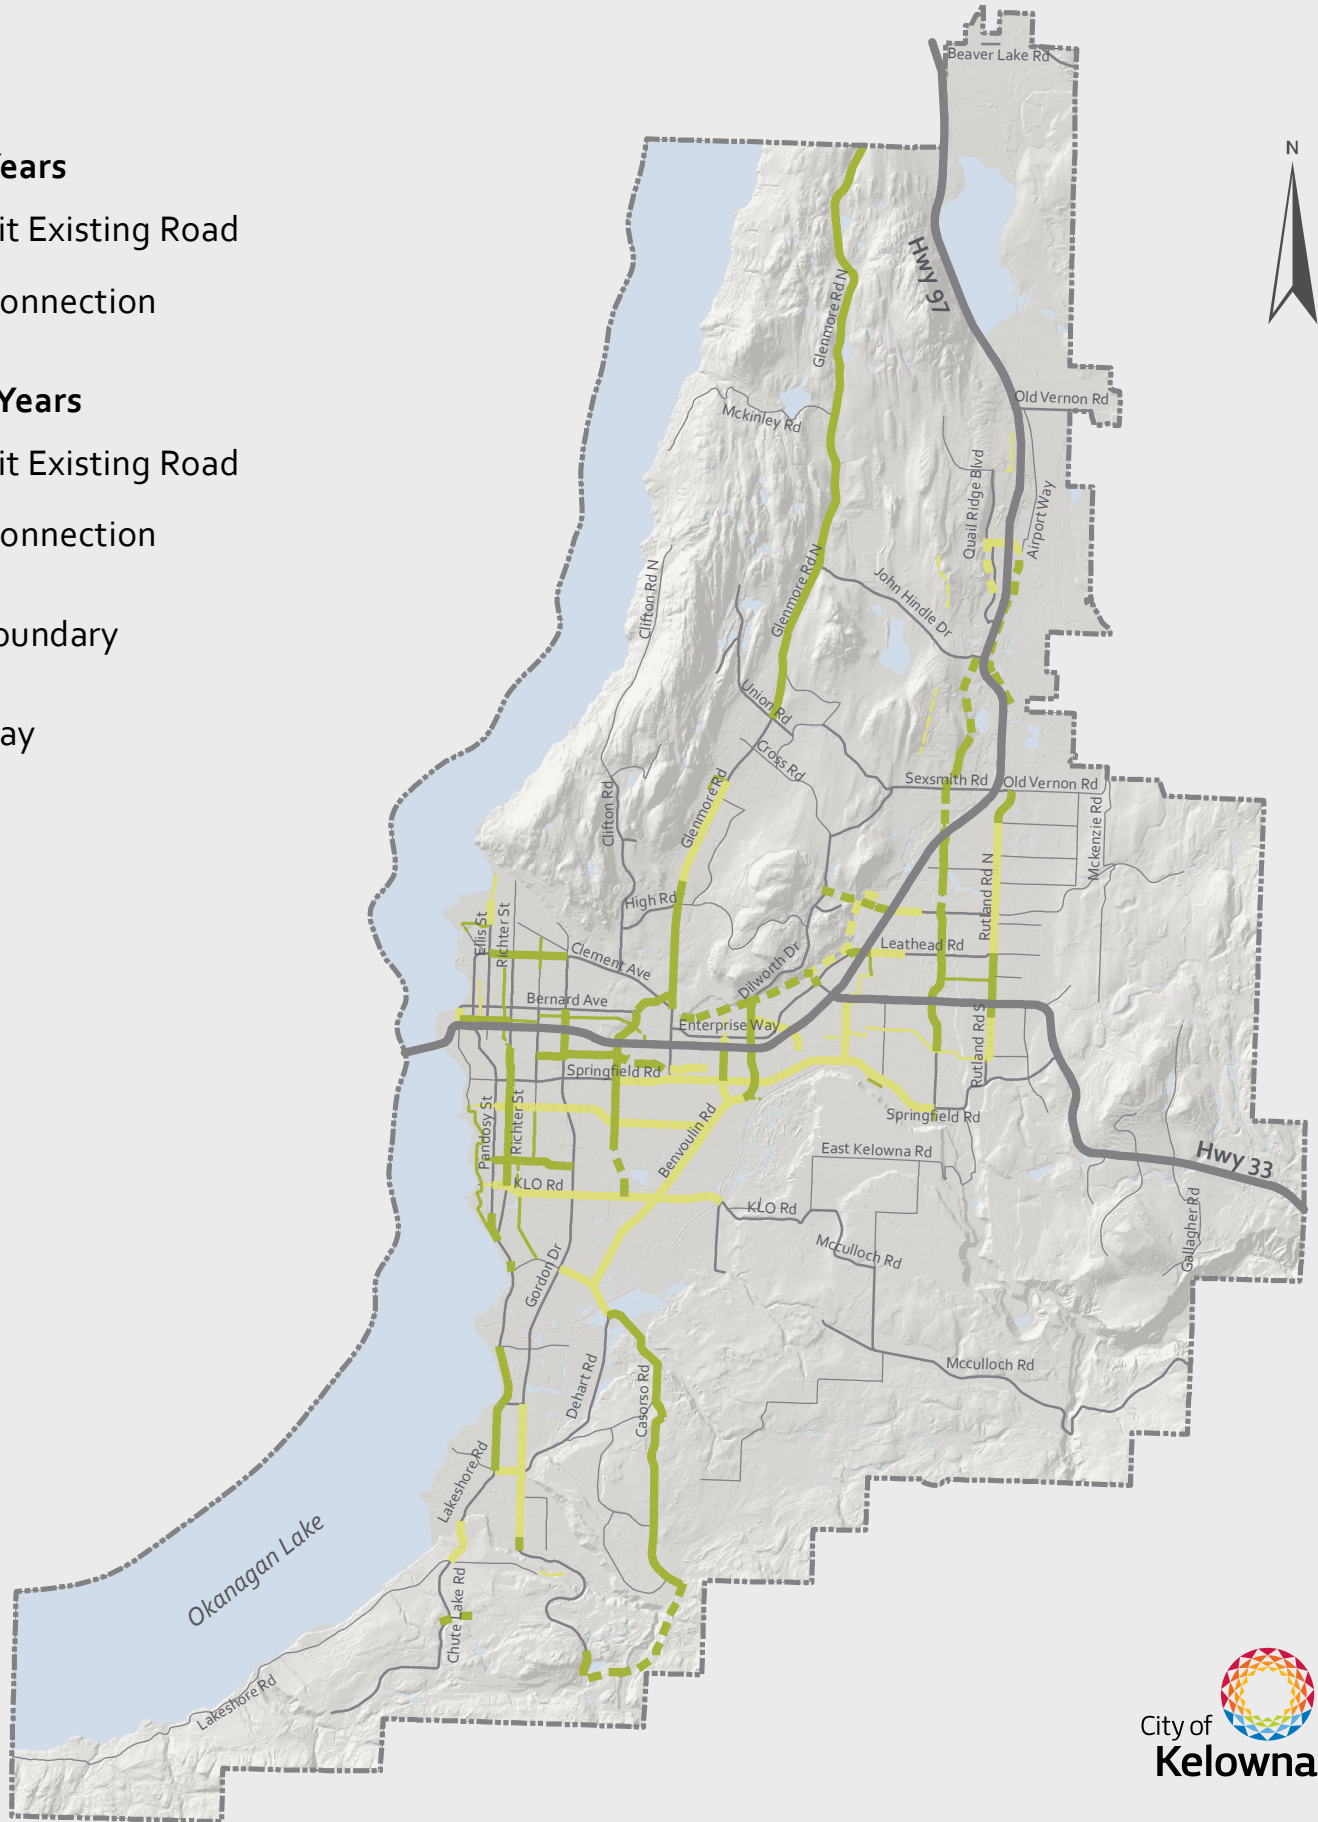 ears
it Existing Road
onnection
Years
it Existing Road
onnection
oundary
ay
N
Beaver Lake Rd
Hwy 97
Glenmore Rd N
Old Vernon Rd
Mckinley Rd
Quail Ridge Blvd
Airport Way
Glenmore Rd N
John Hindle Dr
Clifton Rd N
Union Rd
Cross Rd
Sexsmith Rd
Old Vernon Rd
Glenmore Rd
Clifton Rd
Mckenzie Rd
Rutland Rd N
High Rd
Ellis St
Richter St
Clement Ave
Leathead Rd
Dilworth Dr
Bernard Ave
Enterprise Way
Rutland Rd S
Springfield Rd
Springfield Rd
Pandosy St
Richter St
Benvoulin Rd
East Kelowna Rd
Hwy 33
KLO Rd
KLO Rd
Gallagher Rd
Mcculloch Rd
Gordon Dr
Mcculloch Rd
Dehart Rd
Casorso Rd
Lakeshore Rd
Okanagan Lake
Chute Lake Rd
Lakeshore Rd
City of
Kelowna